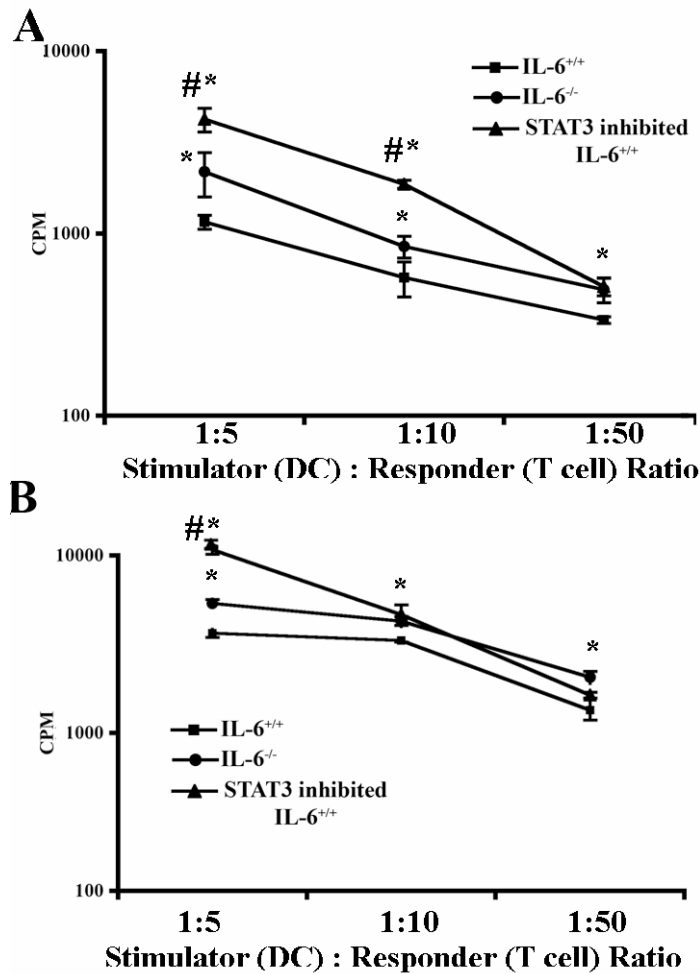 A
10000
1000
100
CPM
#*
*
#*
*
*
IL-6+/+
IL-6-/-
STAT3 inhibited
IL-6+/+
1:5 1:10 1:50
Stimulator (DC) : Responder (T cell) Ratio
B
10000
1000
100
CPM
#*
*
*
*
IL-6+/+
IL-6-/-
STAT3 inhibited
IL-6+/+
1:5 1:10 1:50
Stimulator (DC) : Responder (T cell) Ratio